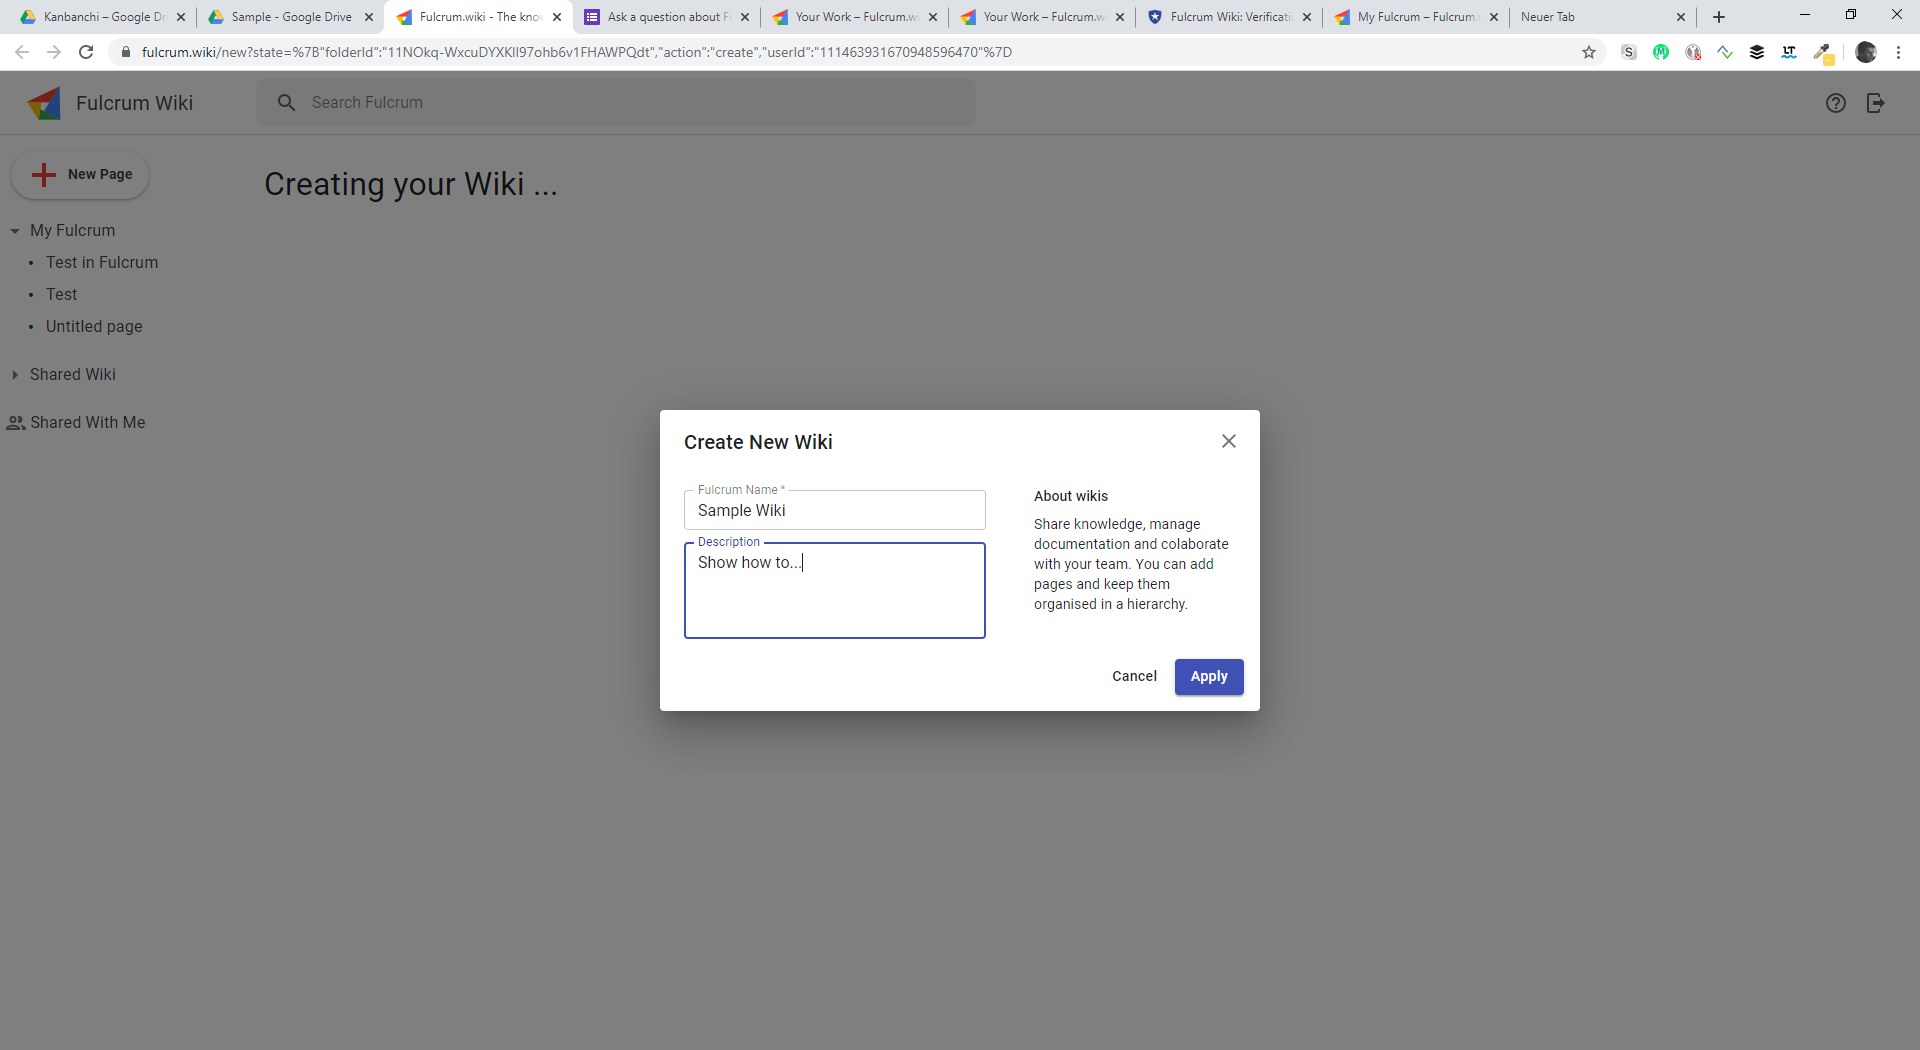 Kanbanchi – Google Dr
Sample - Google Drive
Fulcrum.wiki - The know
Ask a question about F
Your Work – Fulcrum.w
Your Work – Fulcrum.w
Fulcrum Wiki: Verificati
My Fulcrum – Fulcrum.
Neuer Tab
fulcrum.wiki/new?state=%7B"folderId":"11NOkq-WxcuDYXKlI97ohb6v1FHAWPQdt","action":"create","userId":"111463931670948596470"%7D
Fulcrum Wiki
Search Fulcrum
New Page
Creating your Wiki ...
My Fulcrum
Test in Fulcrum
Test
Untitled page
Shared Wiki
Shared With Me
Create New Wiki
Fulcrum Name *
Sample Wiki
Description
Show how to...
About wikis
Share knowledge, manage
documentation and colaborate
with your team. You can add
pages and keep them
organised in a hierarchy.
Cancel
Apply